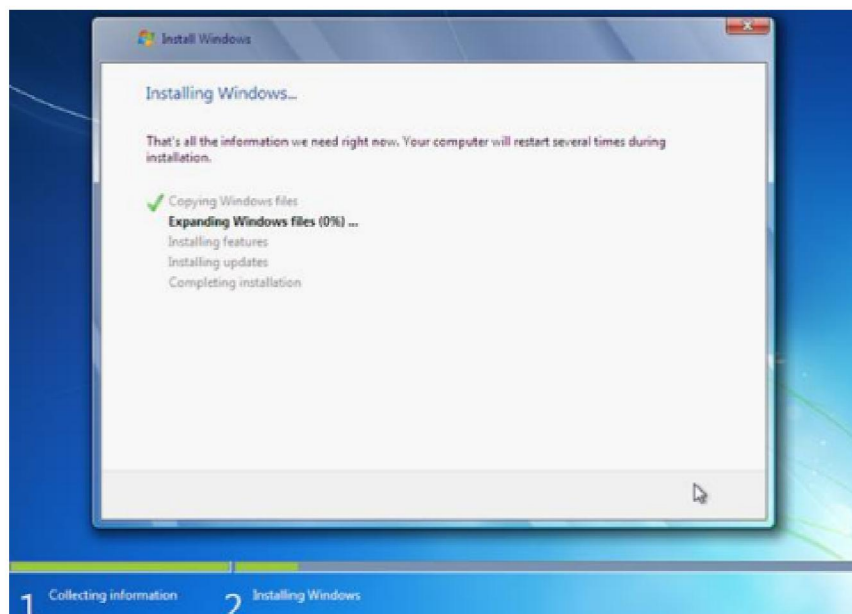 Install Windows
Installing Windows...
That's all the information we need right now. Your computer will restart several times during
installation.
Copying Windows files
Expanding Windows files (0%) ...
Installing features
Installing updates
Completing installation
1 Collecting information 2 Installing Windows